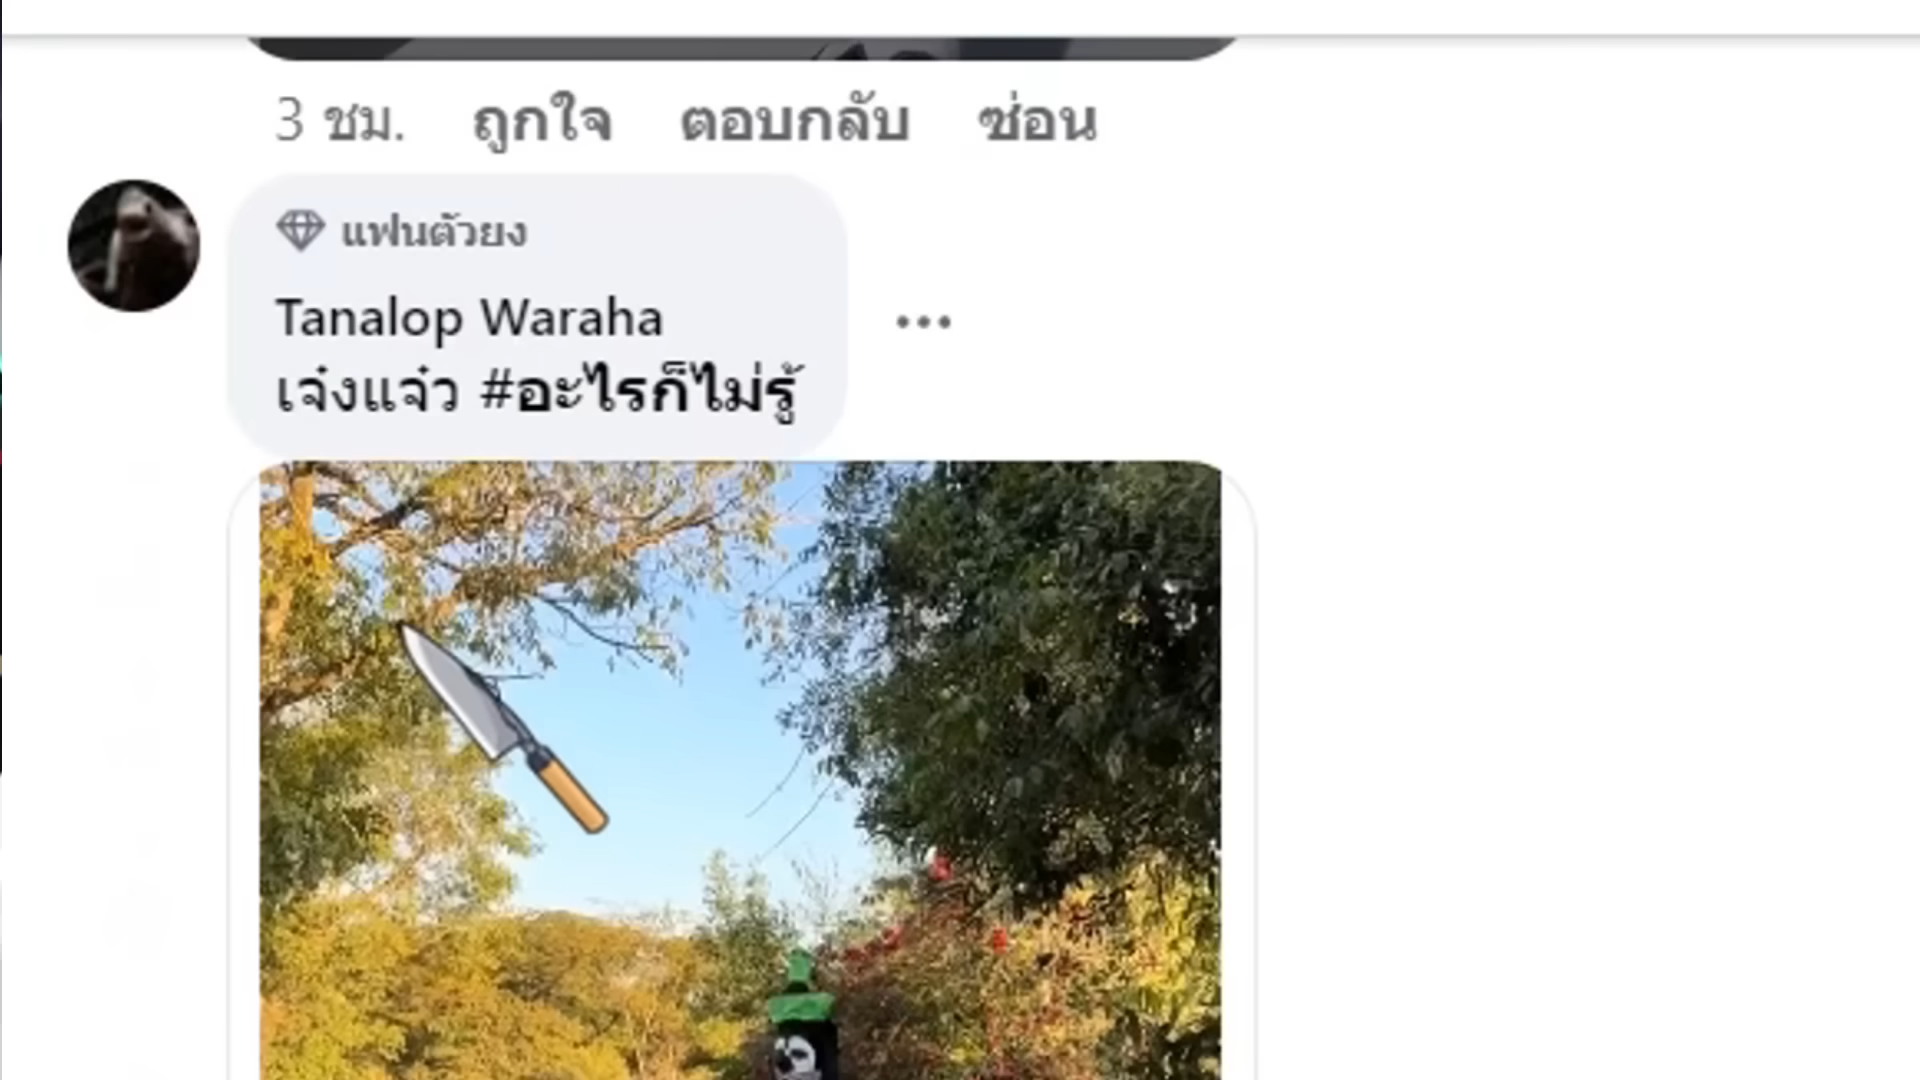 3 ชม. ถูกใจ ตอบกลับ ซ่อน
แฟนตัวยง
Tanalop Waraha
เจ๋งแจ๋ว #อะไรก็ไม่รู้